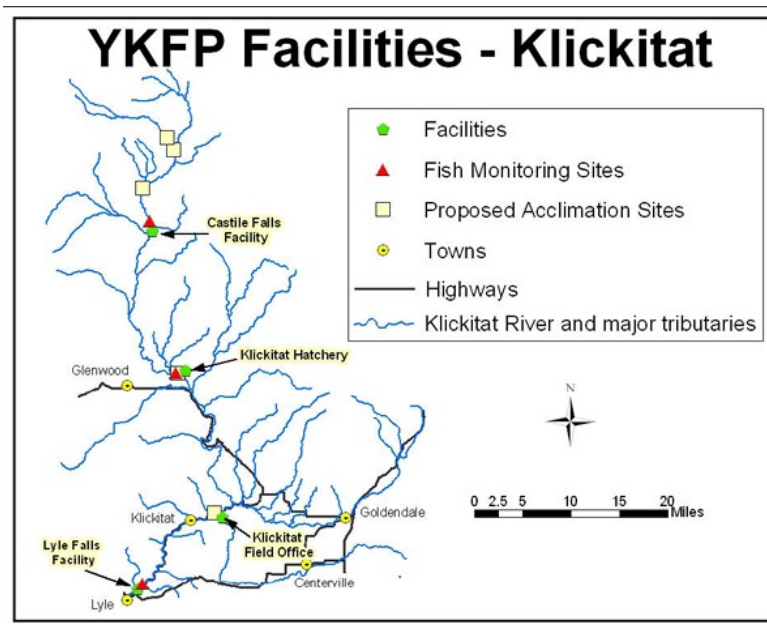 YKFP Facilities - Klickitat
Facilities
Fish Monitoring Sites
Proposed Acclimation Sites
Towns
Highways
Klickitat River and major tributaries
Castile Falls
Facility
Klickitat Hatchery
Glenwood
N
0 2.5 5 10 15 20
Miles
Klickitat
Goldendale
Klickitat
Field Office
Lyle Falls
Facility
Centerville
Lyle